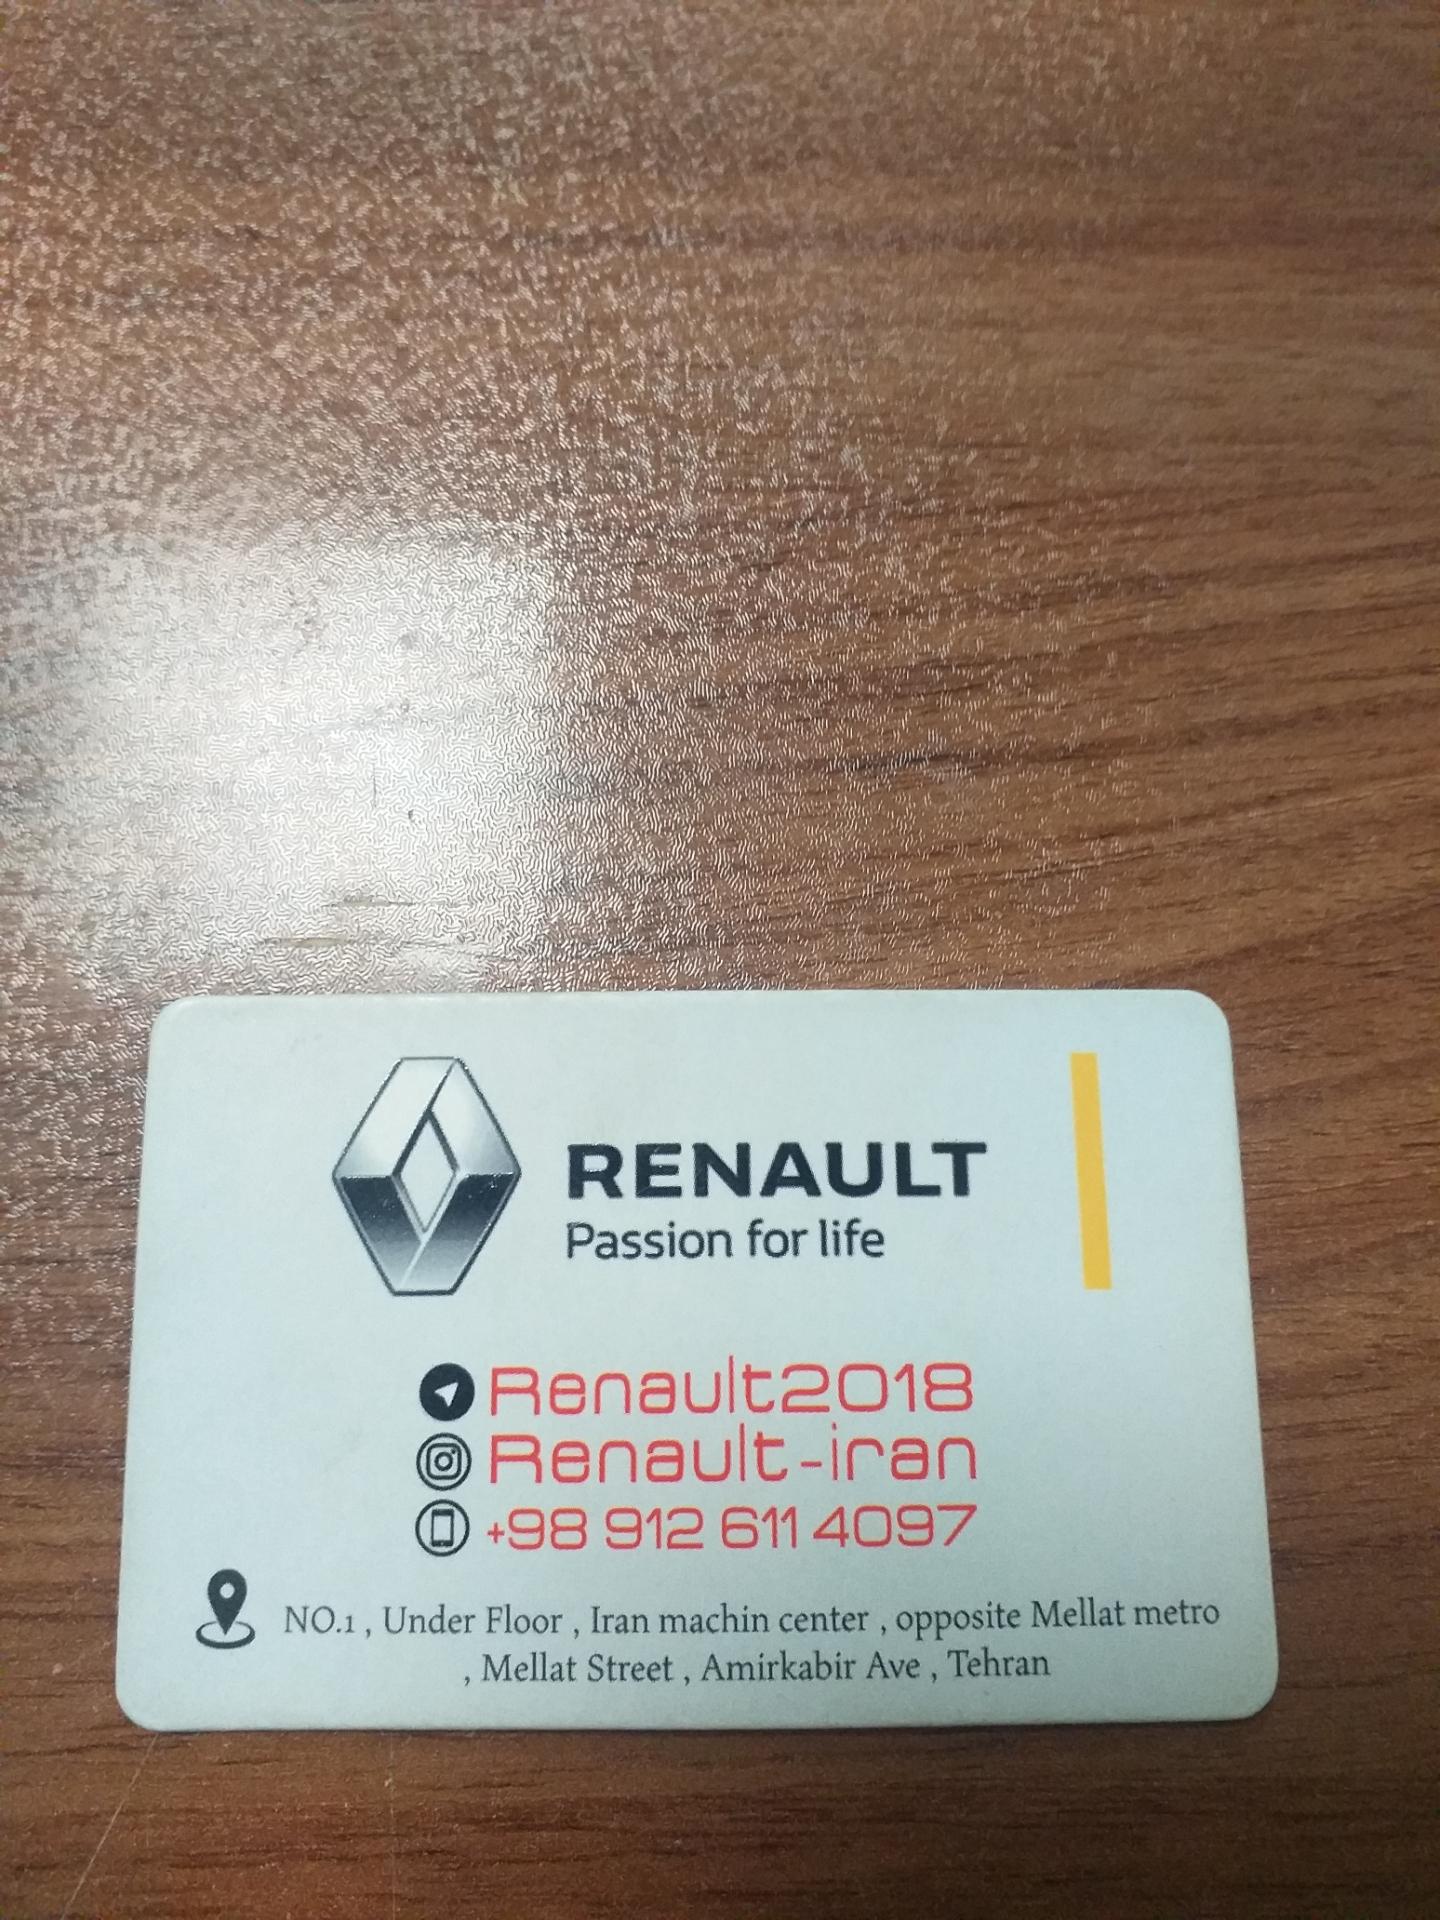 RENAULT
Passion for life
Renault2018
Renault-iran
+98 912 611 4097
NO.1 , Under Floor , Iran machin center , opposite Mellat metro
, Mellat Street , Amirkabir Ave , Tehran